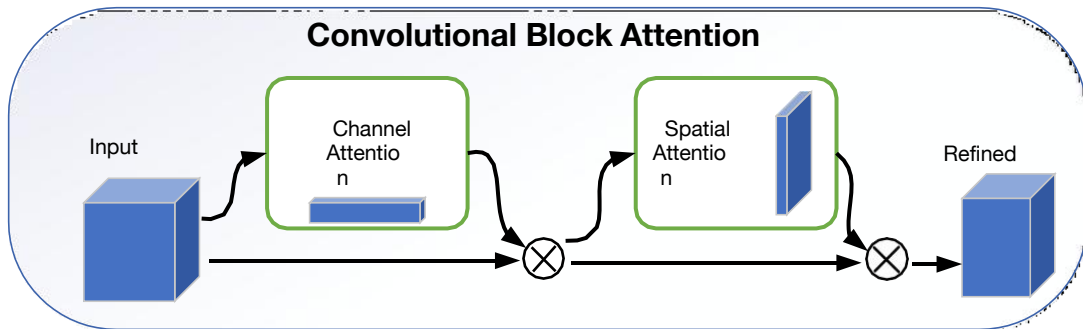 Convolutional Block Attention
Input
Channel
Attentio
n
Spatial
Attentio
n
Refined